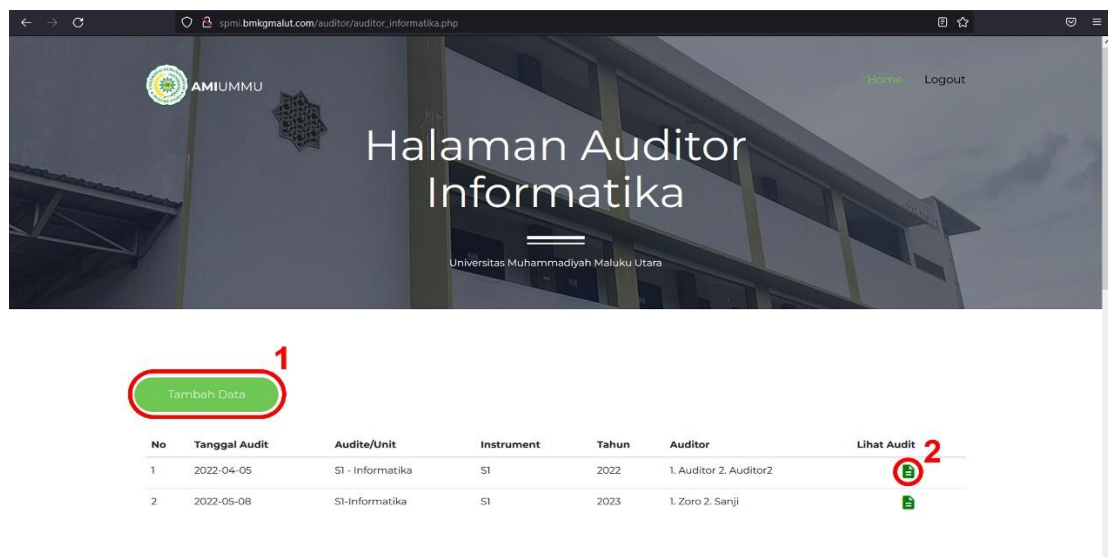 spmi.bmkgmalut.com/auditor/auditor_informatika.php
AMIUMMU
Home Logout
Halaman Auditor
Informatika
Universitas Muhammadiyah Maluku Utara
1
Tambah Data
No Tanggal Audit Audite/Unit Instrument Tahun Auditor Lihat Audit
2
1 2022-04-05 S1 - Informatika S1 2022 1. Auditor 2. Auditor2
2 2022-05-08 S1-Informatika S1 2023 1. Zoro 2. Sanji